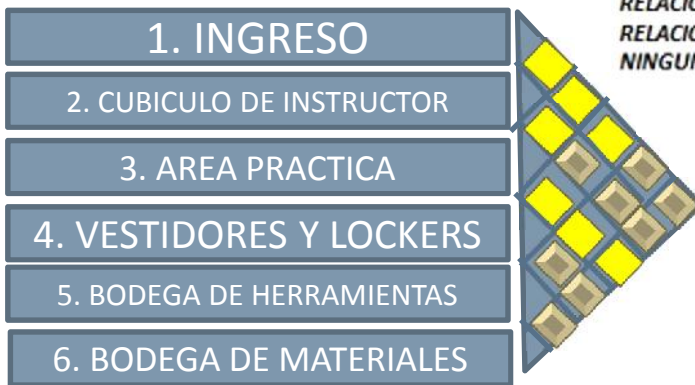 1. INGRESO
2. CUBICULO DE INSTRUCTOR
3. AREA PRACTICA
4. VESTIDORES Y LOCKERS
5. BODEGA DE HERRAMIENTAS
6. BODEGA DE MATERIALES